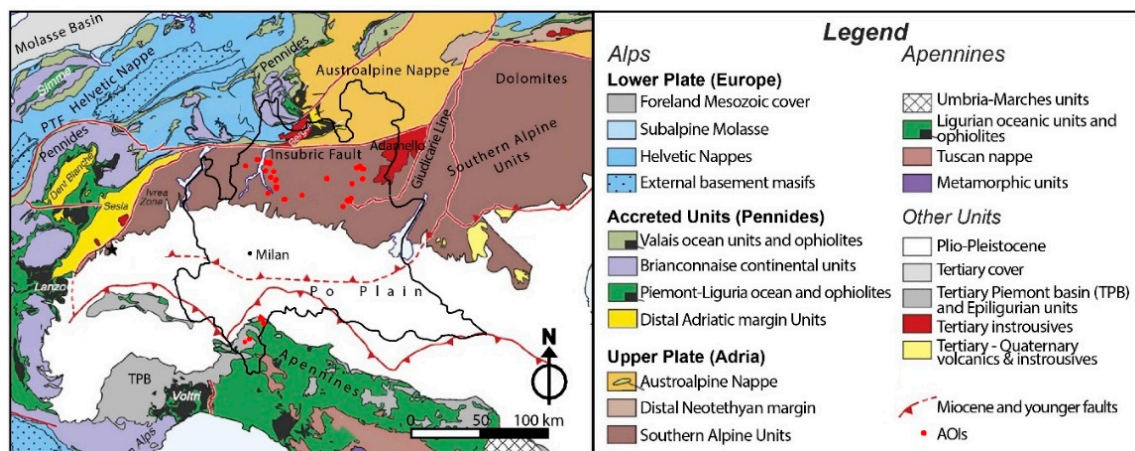 Molasse Basin
Simme
PTF
Helvetic Nappe
Pennides
Austroalpine Nappe
Dolomites
Pennides
Insubric Fault
Adamello
Giudicarie Line
Southern Alpine
Units
Dent Blanche
Sesia
Ivrea
Zone
Lanzo
Milan
Po Plain
TPB
Voltri
Apennines
Alps
N
0 50 100 km
Legend
Alps
Lower Plate (Europe)
Foreland Mesozoic cover
Subalpine Molasse
Helvetic Nappes
External basement masifs
Accreted Units (Pennides)
Valais ocean units and ophiolites
Brianconnaise continental units
Piemont-Liguria ocean and ophiolites
Distal Adriatic margin Units
Upper Plate (Adria)
Austroalpine Nappe
Distal Neotethyan margin
Southern Alpine Units
Apennines
Umbria-Marches units
Ligurian oceanic units and
ophiolites
Tuscan nappe
Metamorphic units
Other Units
Plio-Pleistocene
Tertiary cover
Tertiary Piemont basin (TPB)
and Epiligurian units
Tertiary instrousives
Tertiary - Quaternary
volcanics & instrousives
Miocene and younger faults
AOIs